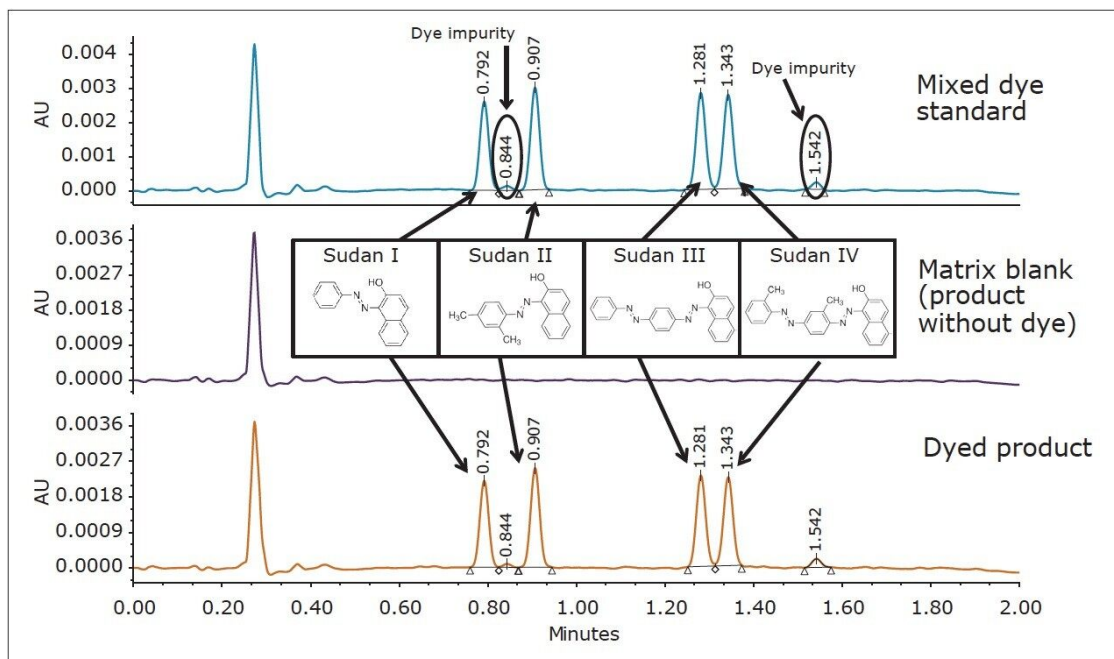 Dye impurity
0.004
0.003
0.002
0.001
0.000
AU
0.792
0.844
0.907
1.281
1.343
Dye impurity
1.542
Mixed dye
standard
0.0036
0.0027
0.0018
0.0009
0.0000
AU
Sudan I
N
N
HO
Sudan II
HO
N
N
H₃C
CH₃
Sudan III
HO
N
N
N
N
Sudan IV
CH₃
HO
CH₃
N
N
N
N
Matrix blank
(product
without dye)
0.0036
0.0027
0.0018
0.0009
0.0000
AU
0.792
0.844
0.907
1.281
1.343
1.542
Dyed product
0.00 0.20 0.40 0.60 0.80 1.00 1.20 1.40 1.60 1.80 2.00
Minutes